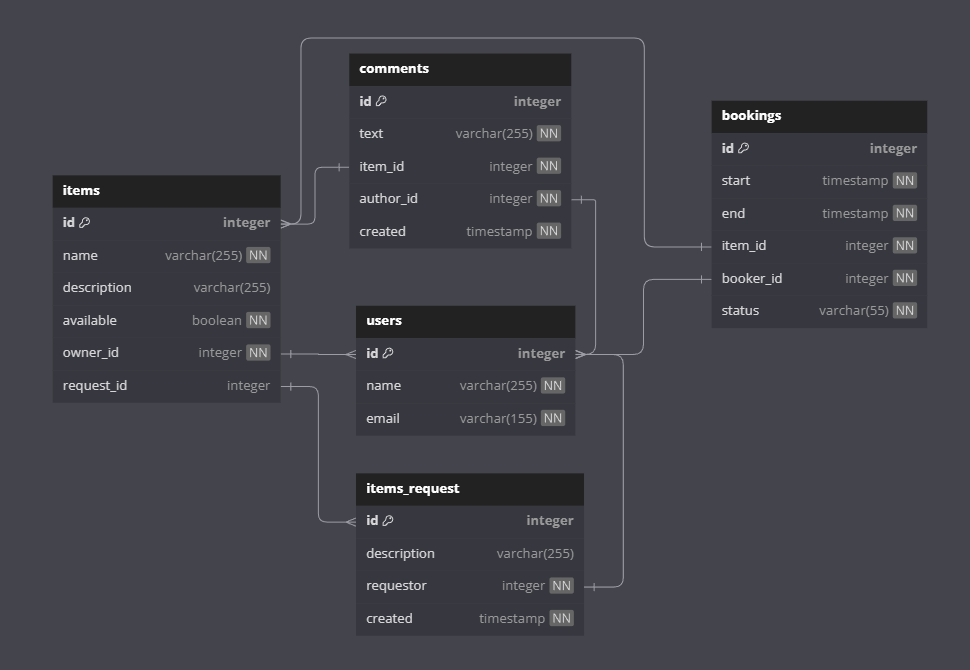 comments
id integer
text varchar(255) NN
item_id integer NN
author_id integer NN
created timestamp NN
bookings
id integer
start timestamp NN
end timestamp NN
item_id integer NN
booker_id integer NN
status varchar(55) NN
items
id integer
name varchar(255) NN
description varchar(255)
available boolean NN
owner_id integer NN
request_id integer
users
id integer
name varchar(255) NN
email varchar(155) NN
items_request
id integer
description varchar(255)
requestor integer NN
created timestamp NN